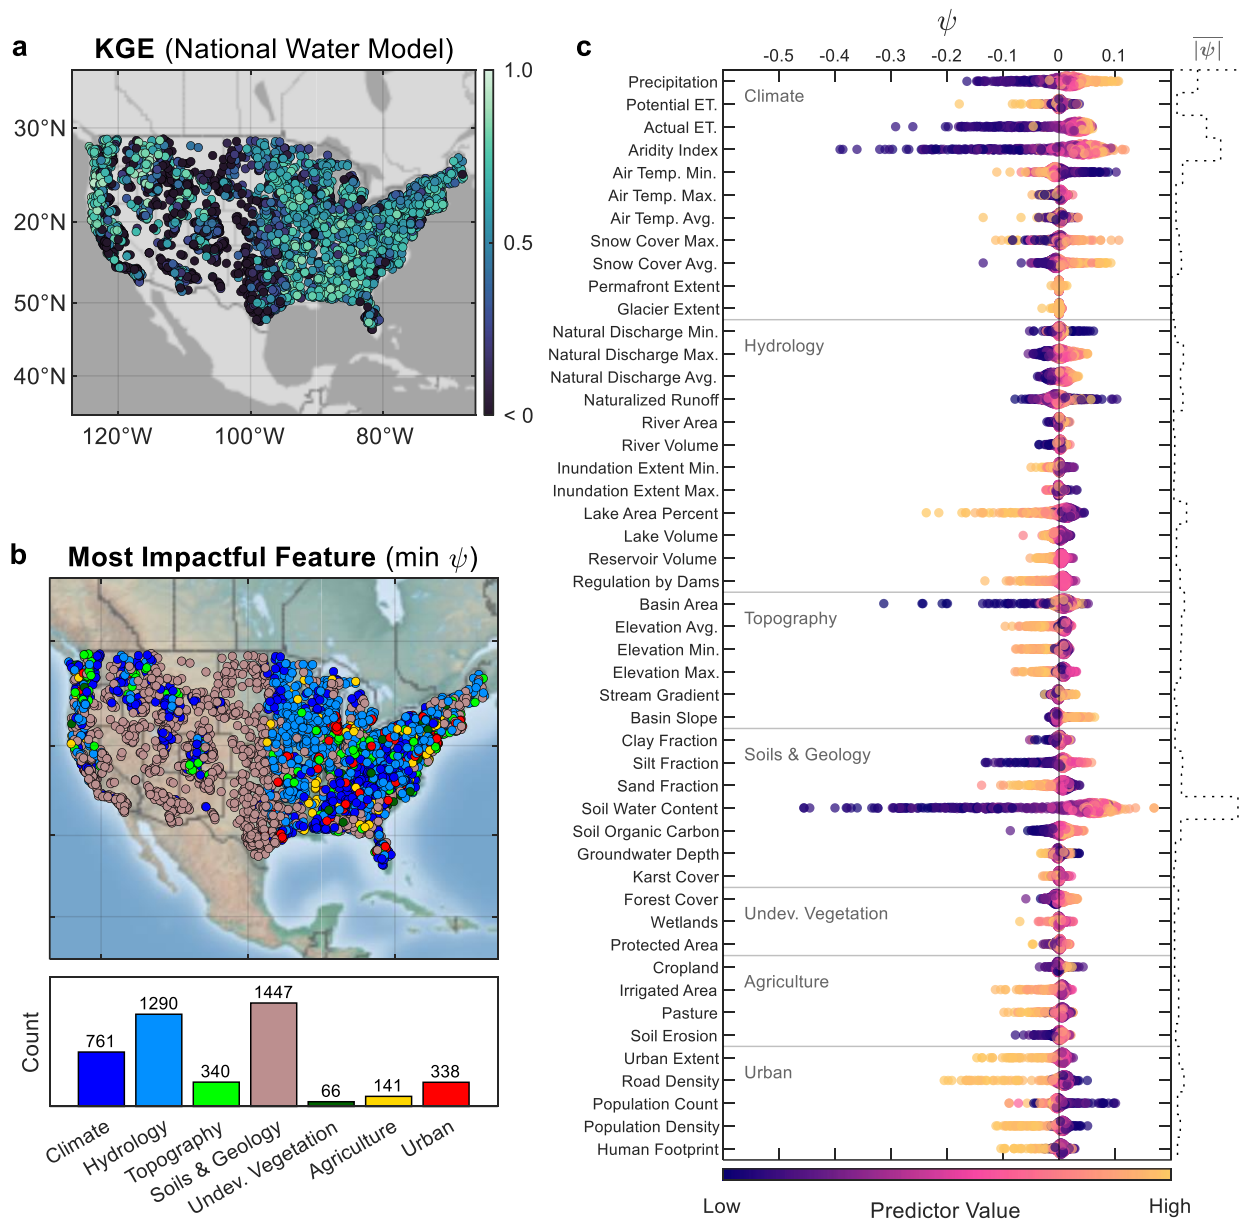 a
KGE (National Water Model)
1.0
0.5
< 0
30°N
20°N
50°N
40°N
120°W
100°W
80°W
b
Most Impactful Feature (min ψ)
Count
761
1290
340
1447
66
141
338
Climate
Hydrology
Topography
Soils & Geology
Undev. Vegetation
Agriculture
Urban
c
ψ
|ψ|
-0.5
-0.3
-0.1
0
0.1
Climate
Precipitation
Potential ET.
Actual ET.
Aridity Index
Air Temp. Min.
Air Temp. Max.
Air Temp. Avg.
Snow Cover Max.
Snow Cover Avg.
Permafront Extent
Glacier Extent
Hydrology
Natural Discharge Min.
Natural Discharge Max.
Natural Discharge Avg.
Naturalized Runoff
River Area
River Volume
Inundation Extent Min.
Inundation Extent Max.
Lake Area Percent
Lake Volume
Reservoir Volume
Regulation by Dams
Topography
Basin Area
Elevation Avg.
Elevation Min.
Elevation Max.
Stream Gradient
Basin Slope
Soils & Geology
Clay Fraction
Silt Fraction
Sand Fraction
Soil Water Content
Soil Organic Carbon
Groundwater Depth
Karst Cover
Undev. Vegetation
Forest Cover
Wetlands
Protected Area
Agriculture
Cropland
Irrigated Area
Pasture
Soil Erosion
Urban
Urban Extent
Road Density
Population Count
Population Density
Human Footprint
Low
Predictor Value
High